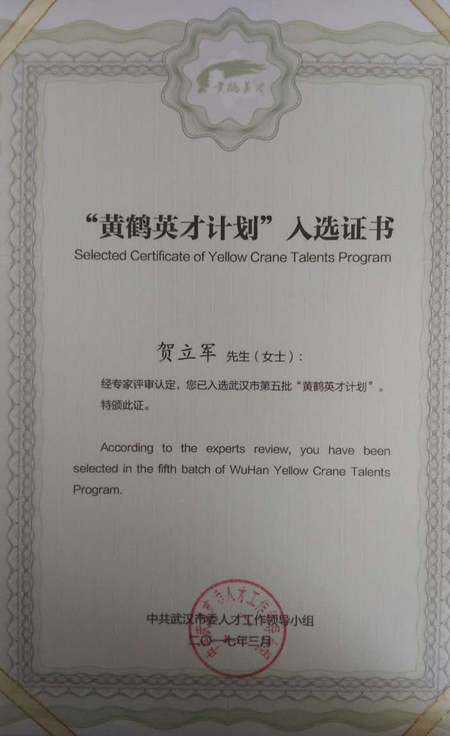 黄鹤英才
“黄鹤英才计划”入选证书
Selected Certificate of Yellow Crane Talents Program
贺立军 先生（女士）：
经专家评审认定，您已入选武汉市第五批“黄鹤英才计划”。
特颁此证。
According to the experts review, you have been
selected in the fifth batch of WuHan Yellow Crane Talents
Program.
中共武汉市委人才工作领导小组
二〇一七年三月